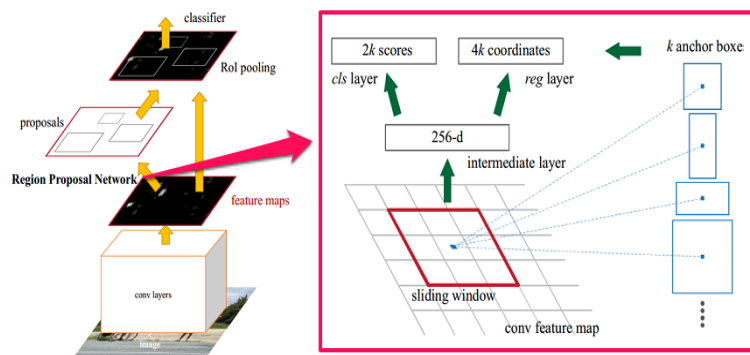 classifier
RoI pooling
proposals
Region Proposal Network
feature maps
conv layers
image
2k scores
4k coordinates
k anchor boxes
cls layer
reg layer
256-d
intermediate layer
sliding window
conv feature map